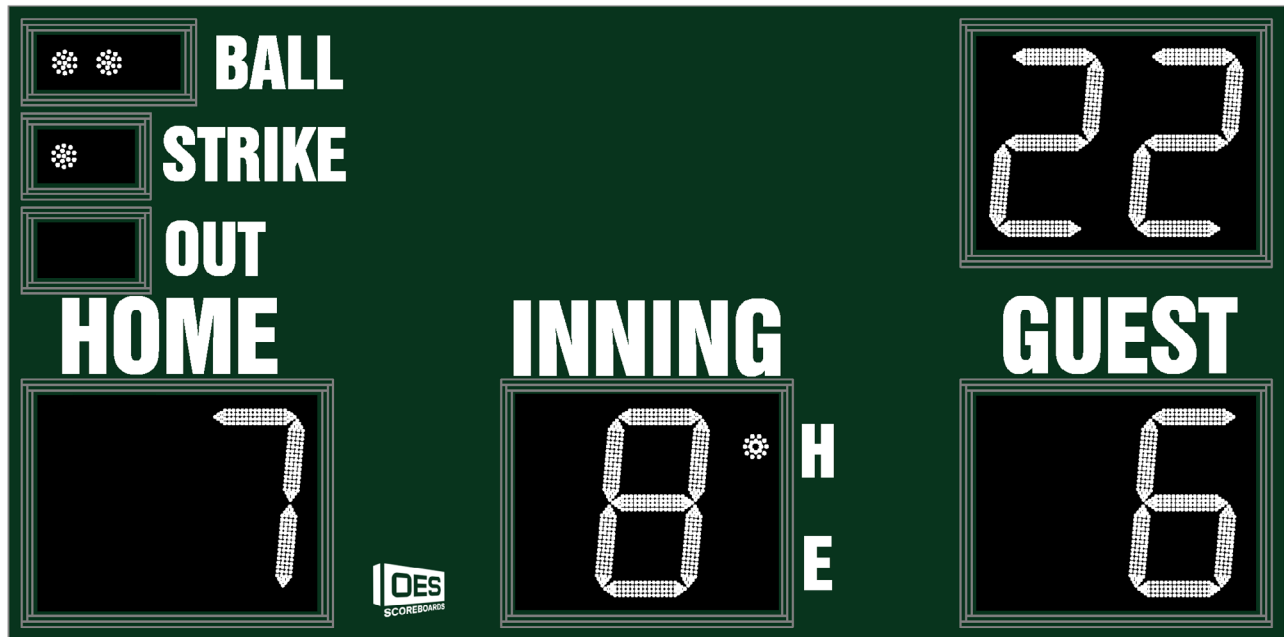 BALL
22
STRIKE
OUT
HOME INNING GUEST
7 8 H 6
E
OES
SCOREBOARDS